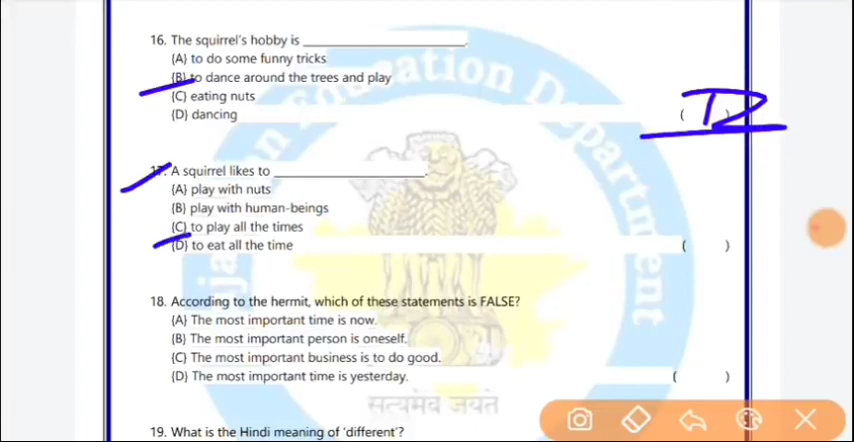 16. The squirrel's hobby is ____________________.
(A) to do some funny tricks
(B) to dance around the trees and play
(C) eating nuts
(D) dancing ( D )
17. A squirrel likes to ____________________.
(A) play with nuts
(B) play with human-beings
(C) to play all the times
(D) to eat all the time ( )
18. According to the hermit, which of these statements is FALSE?
(A) The most important time is now.
(B) The most important person is oneself.
(C) The most important business is to do good.
(D) The most important time is yesterday. ( )
सत्यमेव जयते
19. What is the Hindi meaning of 'different'?
Education Department